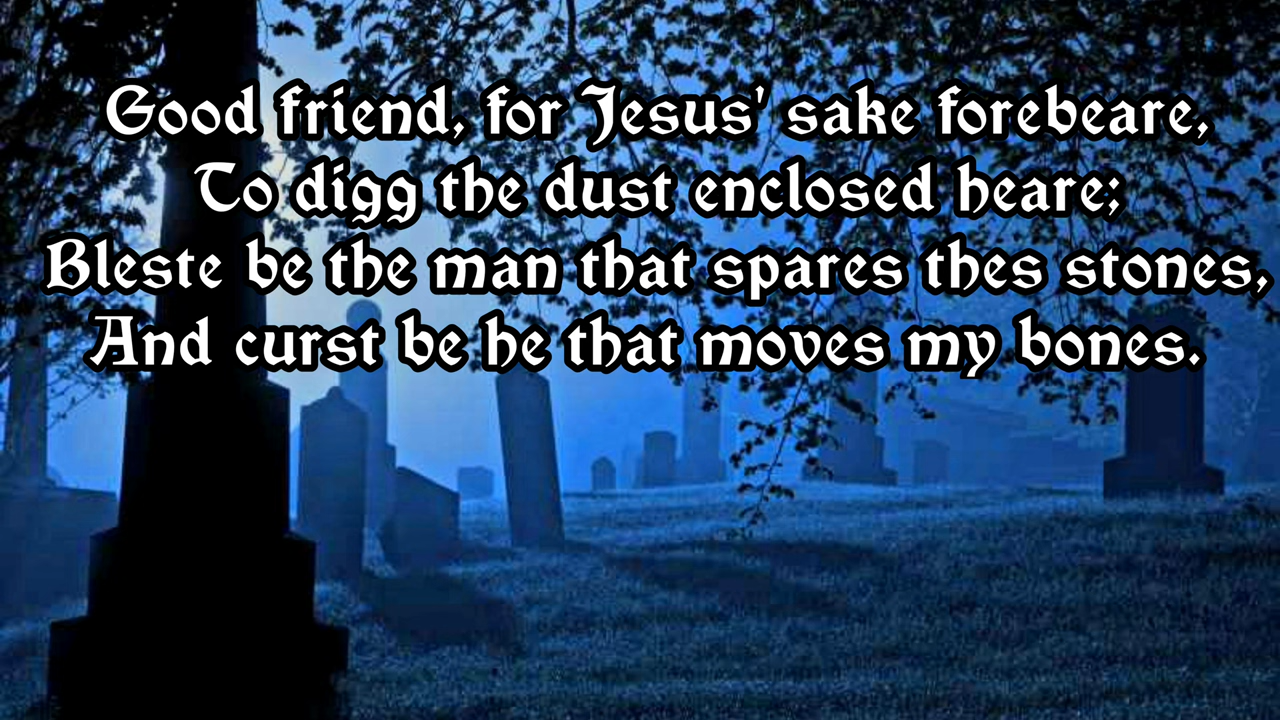 Good friend, for Jesus' sake forebeare,
To digg the dust enclosed heare;
Bleste be the man that spares thes stones,
And curst be he that moves my bones.